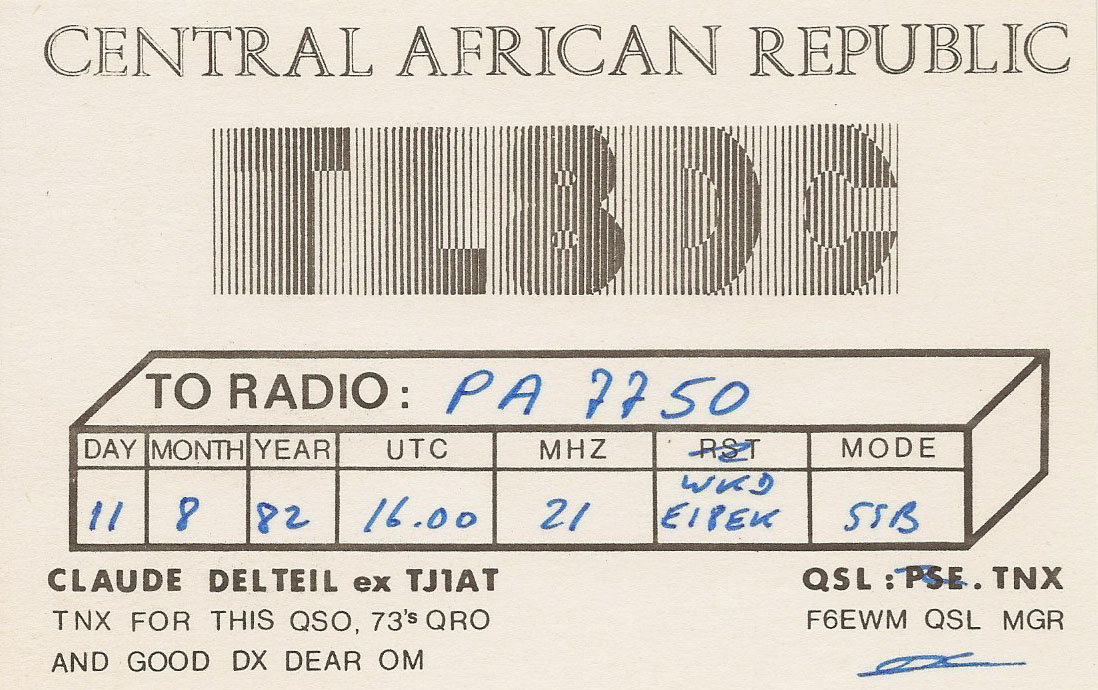 CENTRAL AFRICAN REPUBLIC
TL8DC
TO RADIO : PA 7750
DAY MONTH YEAR UTC MHZ RST MODE
WKD
11 8 82 16.00 21 EI8EK SSB
CLAUDE DELTEIL ex TJ1AT
QSL : PSE. TNX
TNX FOR THIS QSO, 73's QRO
F6EWM QSL MGR
AND GOOD DX DEAR OM